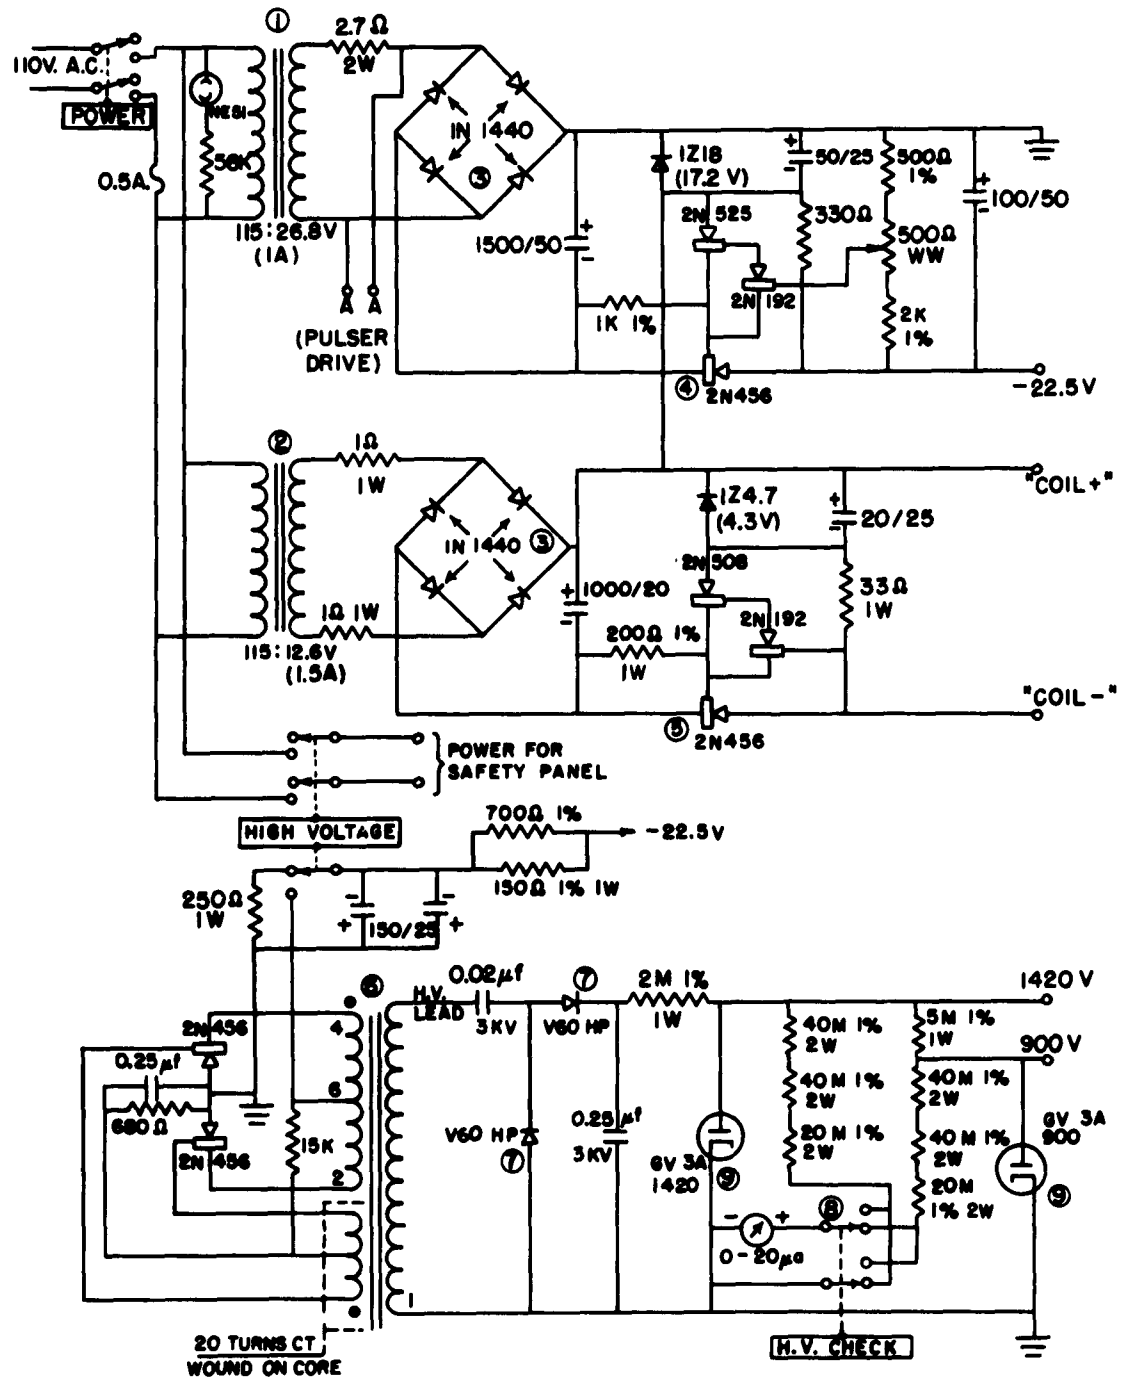 ①
2.7 Ω
2W
110V. A.C.
POWER
NE51
56K
0.5A.
115:26.8V
(1A)
1N 1440
③
A A
(PULSER
DRIVE)
1500/50
1Z18
(17.2 V)
50/25
500Ω
1%
2N 525
330Ω
500Ω
WW
100/50
2N 192
1K 1%
2K
1%
④
2N456
-22.5V
②
1Ω
1W
1N 1440
③
1Ω 1W
115:12.6V
(1.5A)
1000/20
1Z4.7
(4.3V)
20/25
"COIL+"
2N 508
2N 192
33Ω
1W
200Ω 1%
1W
⑤
2N456
"COIL-"
POWER FOR
SAFETY PANEL
HIGH VOLTAGE
700Ω 1%
-22.5V
150Ω 1% 1W
250Ω
1W
150/25
⑥
H.V.
LEAD
0.02µf
3KV
⑦
V60 HP
2M 1%
1W
1420 V
2N456
4
0.25µf
6
680Ω
15K
2N456
2
40M 1%
2W
5M 1%
1W
900V
40M 1%
2W
40M 1%
2W
V60 HP
⑦
0.25µf
3KV
20M 1%
2W
40M 1%
2W
GV 3A
900
GV 3A
1420
⑨
20M
1% 2W
⑨
⑧
0-20µa
1
20 TURNS CT
WOUND ON CORE
H.V. CHECK